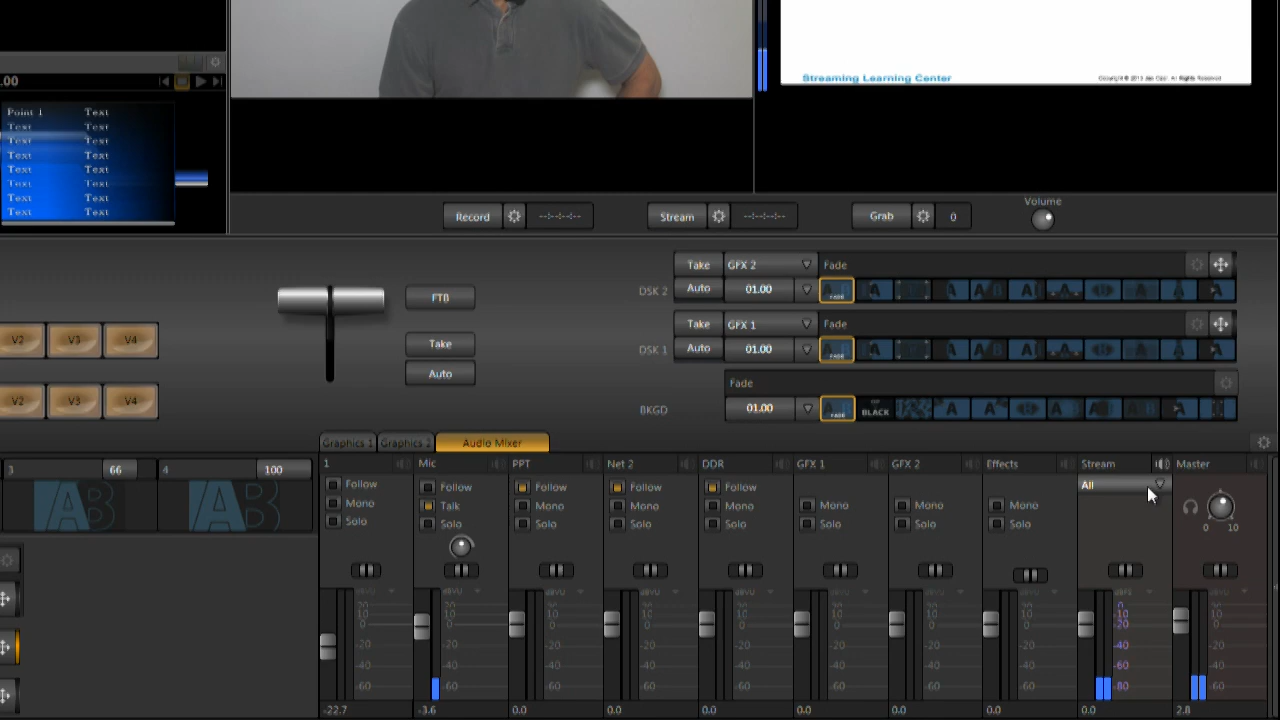 .00
Point 1 Text
Text Text
Text Text
Text Text
Text Text
Text Text
Text Text
Text Text
Streaming Learning Center
Record --:--:--:-- Stream --:--:--:-- Grab 0 Volume
Take GFX 2 Fade
DSK 2 Auto 01.00 FADE
Take GFX 1 Fade
DSK 1 Auto 01.00 FADE
Fade
BKGD 01.00 FADE BLACK
FTB
V2 V3 V4
Take
Auto
V2 V3 V4
Graphics 1 Graphics 2 Audio Mixer
3 66 4 100
1 Mic PPT Net 2 DDR GFX 1 GFX 2 Effects Stream Master
Follow Follow Follow Follow Follow All
Mono Talk Mono Mono Mono Mono Mono Mono
Solo Solo Solo Solo Solo Solo Solo Solo
0 10
-22.7 -3.6 0.0 0.0 0.0 0.0 0.0 0.0 0.0 2.8